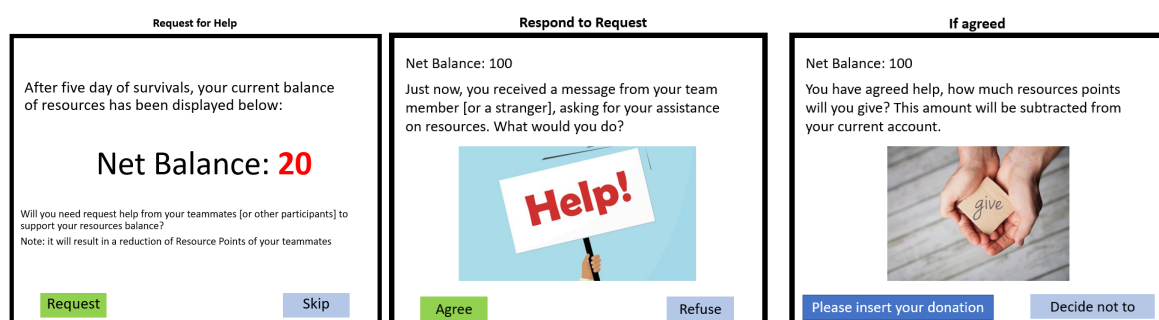 Request for Help
After five day of survivals, your current balance
of resources has been displayed below:
Net Balance: 20
Will you need request help from your teammates [or other participants] to
support your resources balance?
Note: it will result in a reduction of Resource Points of your teammates
Request
Skip
Respond to Request
Net Balance: 100
Just now, you received a message from your team
member [or a stranger], asking for your assistance
on resources. What would you do?
Help!
Agree
Refuse
If agreed
Net Balance: 100
You have agreed help, how much resources points
will you give? This amount will be subtracted from
your current account.
give
Please insert your donation
Decide not to